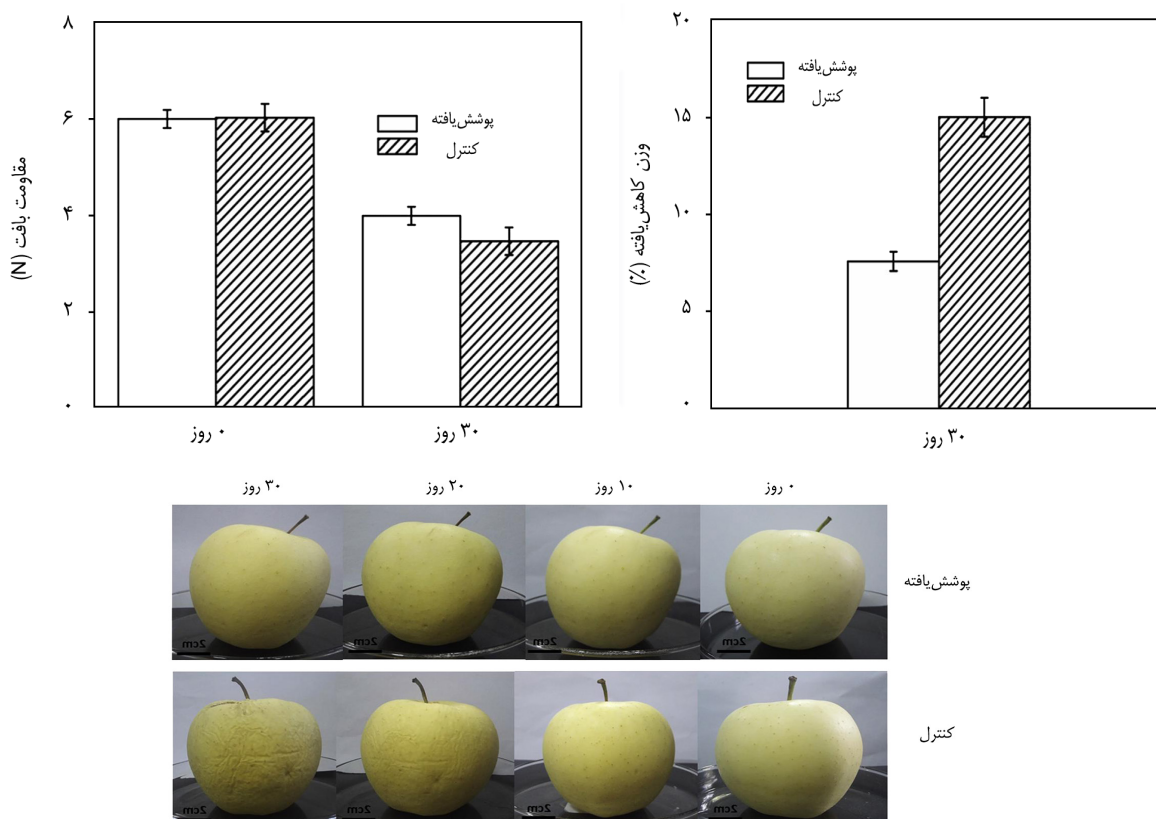 ۸
۶
۴
۲
۰
مقاومت بافت (N)
پوشش‌یافته
کنترل
۰ روز
۳۰ روز
۲۰
۱۵
۱۰
۵
۰
وزن کاهش‌یافته (%)
پوشش‌یافته
کنترل
۳۰ روز
۰ روز
۱۰ روز
۲۰ روز
۳۰ روز
پوشش‌یافته
2cm
2cm
2cm
2cm
کنترل
2cm
2cm
2cm
2cm